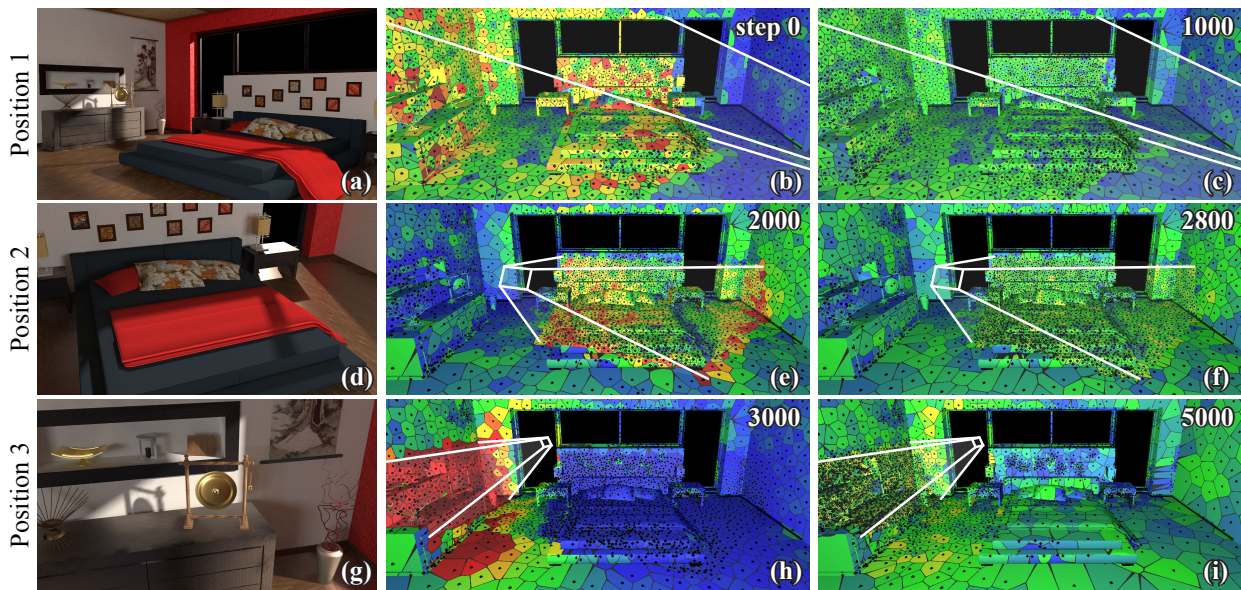 Position 1
(a)
step 0
(b)
1000
(c)
Position 2
(d)
2000
(e)
2800
(f)
Position 3
(g)
3000
(h)
5000
(i)